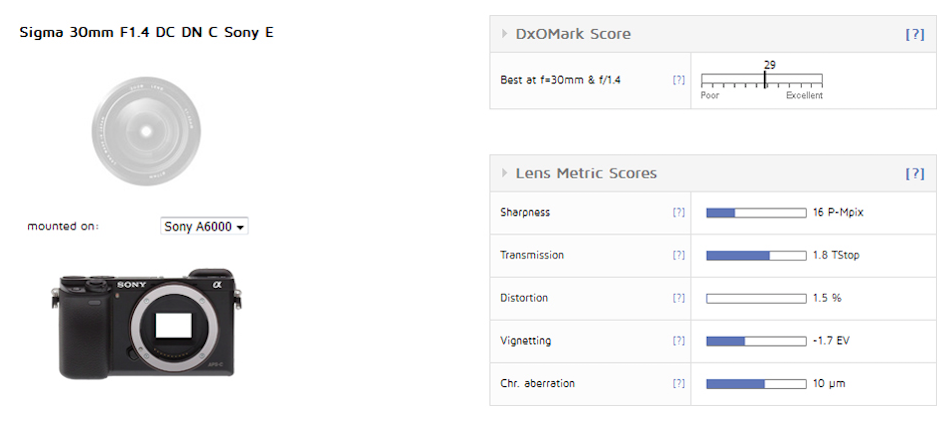 Sigma 30mm F1.4 DC DN C Sony E
mounted on:
Sony A6000
SONY
α
APS-C
DxOMark Score
[?]
Best at f=30mm & f/1.4
[?]
29
Poor
Excellent
Lens Metric Scores
[?]
Sharpness
[?]
16 P-Mpix
Transmission
[?]
1.8 TStop
Distortion
[?]
1.5 %
Vignetting
[?]
-1.7 EV
Chr. aberration
[?]
10 µm